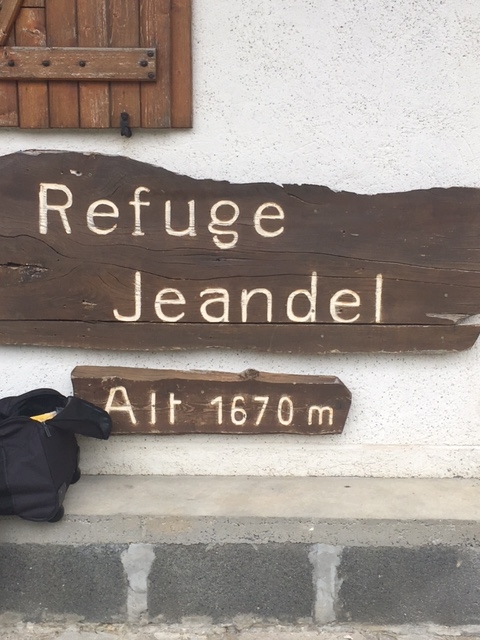 Refuge
Jeandel
Alt 1670 m